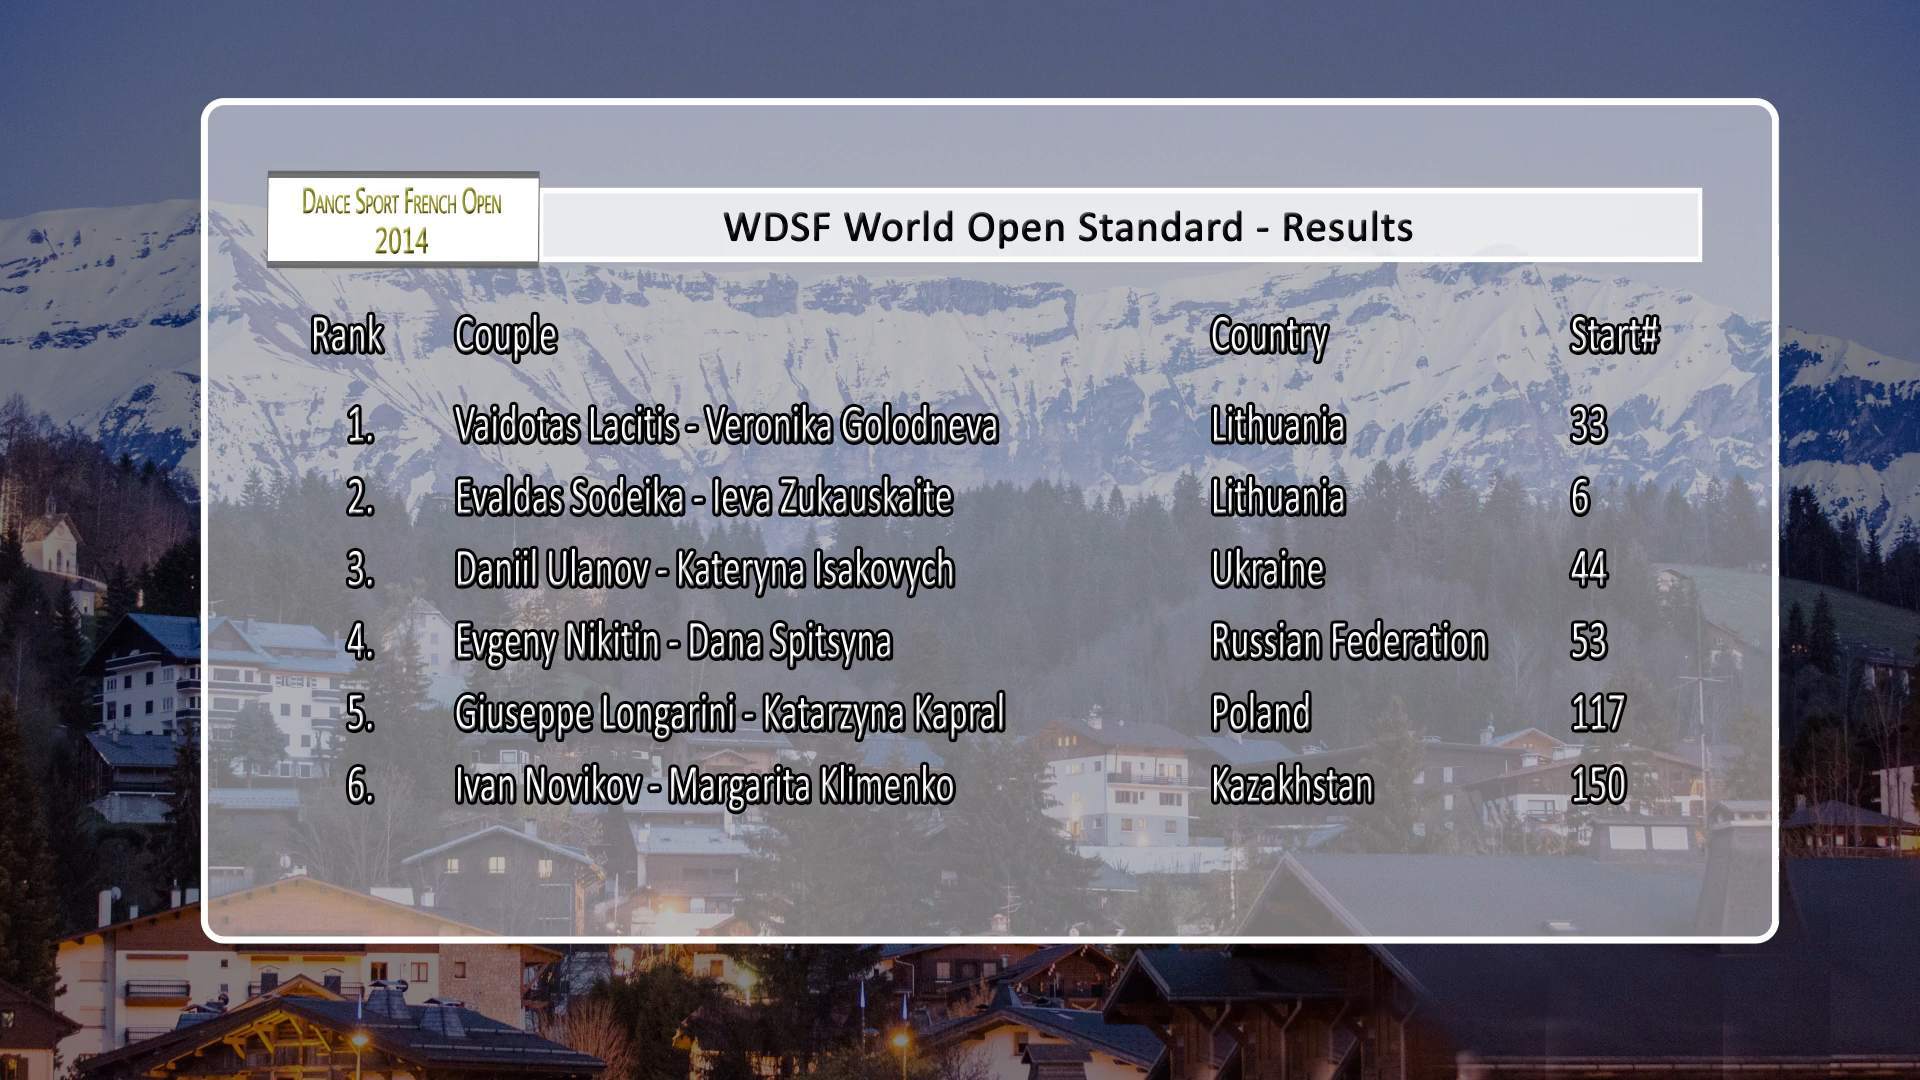 DANCE SPORT FRENCH OPEN
2014
WDSF World Open Standard - Results
Rank Couple Country Start#
1. Vaidotas Lacitis - Veronika Golodneva Lithuania 33
2. Evaldas Sodeika - Ieva Zukauskaite Lithuania 6
3. Daniil Ulanov - Kateryna Isakovych Ukraine 44
4. Evgeny Nikitin - Dana Spitsyna Russian Federation 53
5. Giuseppe Longarini - Katarzyna Kapral Poland 117
6. Ivan Novikov - Margarita Klimenko Kazakhstan 150